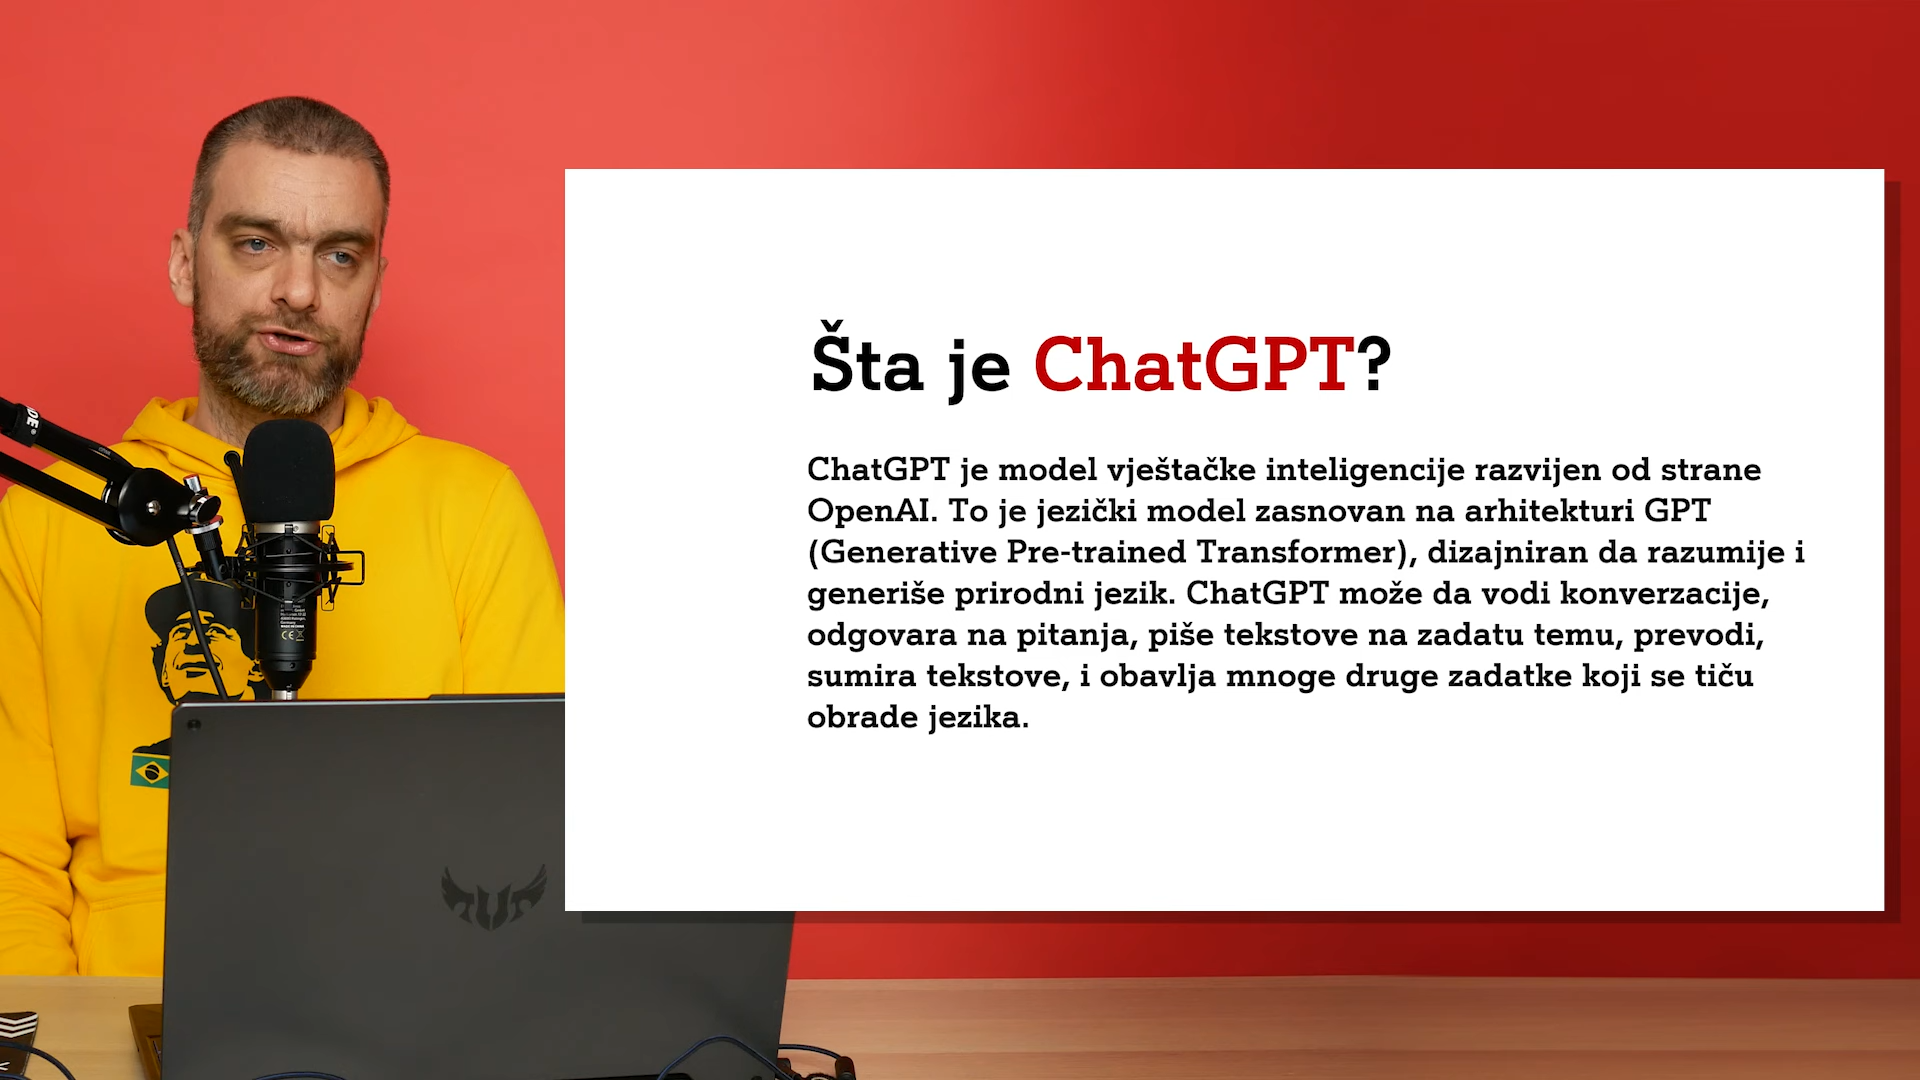 Šta je ChatGPT?
ChatGPT je model vještačke inteligencije razvijen od strane
OpenAI. To je jezički model zasnovan na arhitekturi GPT
(Generative Pre-trained Transformer), dizajniran da razumije i
generiše prirodni jezik. ChatGPT može da vodi konverzacije,
odgovara na pitanja, piše tekstove na zadatu temu, prevodi,
sumira tekstove, i obavlja mnoge druge zadatke koji se tiču
obrade jezika.
TUF